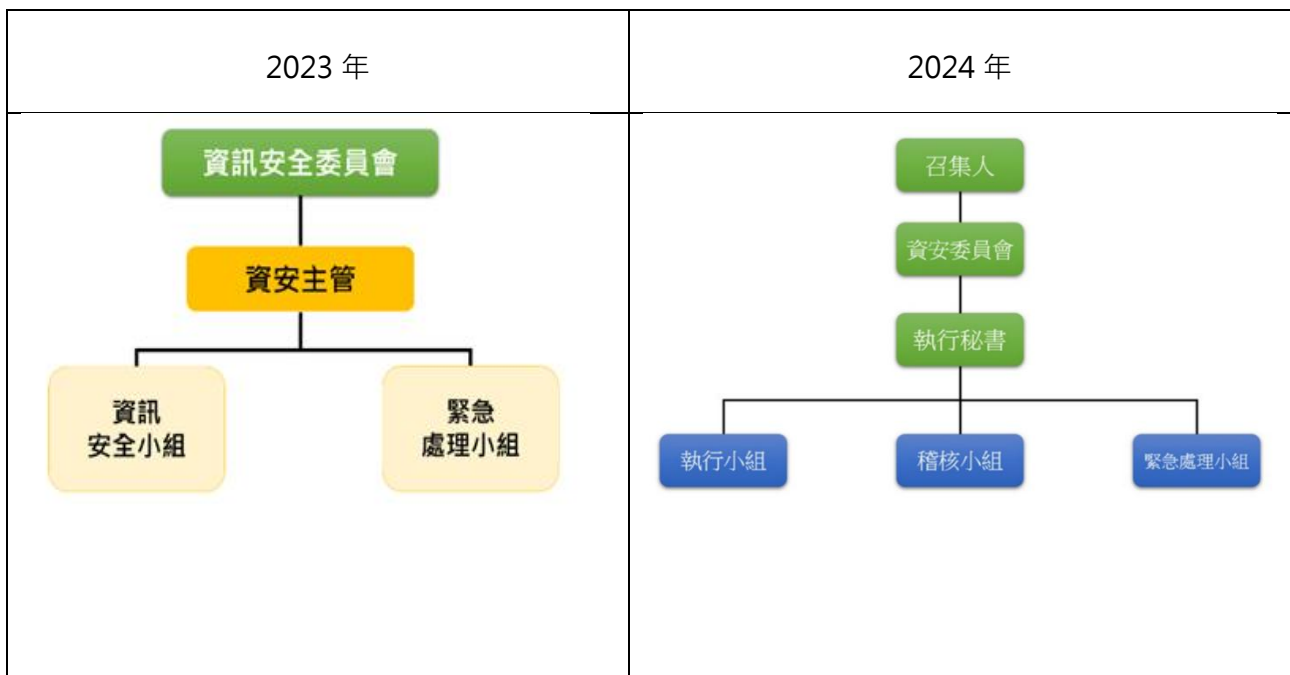 2023 年
2024 年
資訊安全委員會
資安主管
資訊
安全小組
緊急
處理小組
召集人
資安委員會
執行秘書
執行小組
稽核小組
緊急處理小組